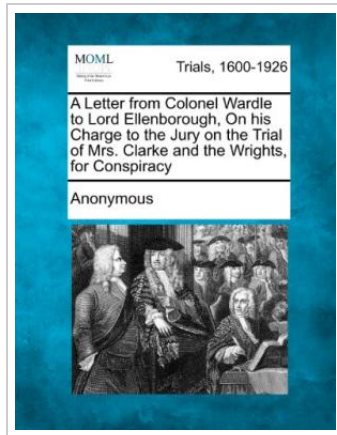 MOML
Trials, 1600-1926
A Letter from Colonel Wardle
to Lord Ellenborough, On his
Charge to the Jury on the Trial
of Mrs. Clarke and the Wrights,
for Conspiracy
Anonymous